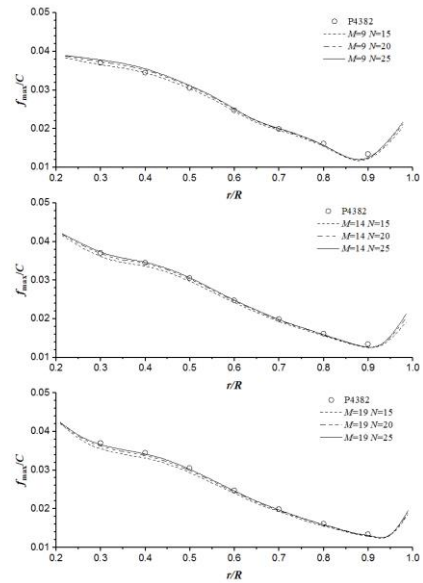 0.05
P4382
M=9 N=15
0.04
M=9 N=20
M=9 N=25
f_max/C
0.03
0.02
0.01
0.2 0.3 0.4 0.5 0.6 0.7 0.8 0.9 1.0
r/R
0.05
P4382
M=14 N=15
0.04
M=14 N=20
M=14 N=25
f_max/C
0.03
0.02
0.01
0.2 0.3 0.4 0.5 0.6 0.7 0.8 0.9 1.0
r/R
0.05
P4382
M=19 N=15
0.04
M=19 N=20
M=19 N=25
f_max/C
0.03
0.02
0.01
0.2 0.3 0.4 0.5 0.6 0.7 0.8 0.9 1.0
r/R